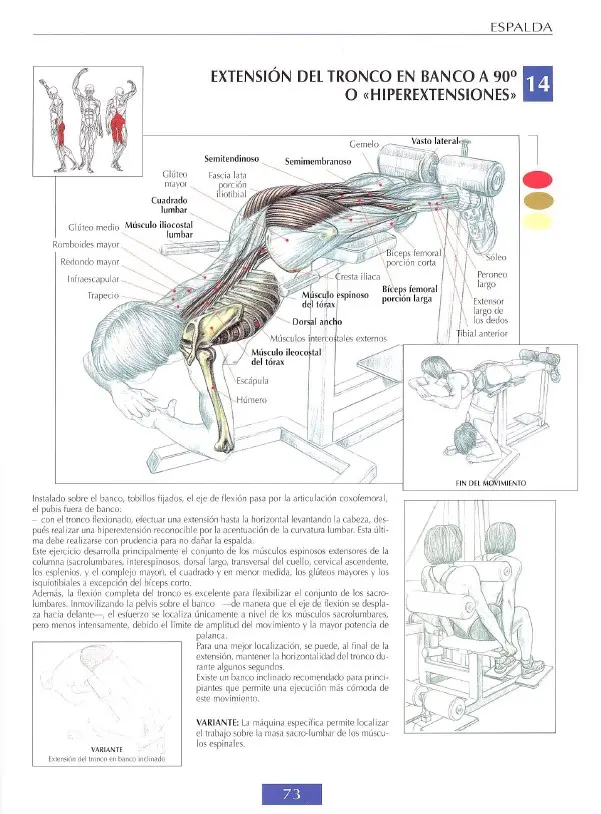 ESPALDA
EXTENSIÓN DEL TRONCO EN BANCO A 90º
O «HIPEREXTENSIONES»
14
Gemelo
Vasto lateral
Semitendinoso
Semimembranoso
Glúteo
mayor
Fascia lata
porción
iliotibial
Cuadrado
lumbar
Glúteo medio
Músculo iliocostal
lumbar
Romboides mayor
Redondo mayor
Infraescapular
Trapecio
Bíceps femoral
porción corta
Sóleo
Cresta ilíaca
Peroneo
largo
Músculo espinoso
del tórax
Bíceps femoral
porción larga
Extensor
largo de
los dedos
Dorsal ancho
Tibial anterior
Músculos intercostales externos
Músculo ileocostal
del tórax
Escápula
Húmero
FIN DEL MOVIMIENTO
Instalado sobre el banco, tobillos fijados, el eje de flexión pasa por la articulación coxofemoral,
el pubis fuera de banco:
– con el tronco flexionado, efectuar una extensión hasta la horizontal levantando la cabeza, des-
pués realizar una hiperextensión reconocible por la acentuación de la curvatura lumbar. Esta últi-
ma debe realizarse con prudencia para no dañar la espalda.
Este ejercicio desarrolla principalmente el conjunto de los músculos espinosos extensores de la
columna (sacrolumbares, interespinosos, dorsal largo, transversal del cuello, cervical ascendente,
los esplenios, y el complejo mayor), el cuadrado y en menor medida, los glúteos mayores y los
isquiotibiales a excepción del bíceps corto.
Además, la flexión completa del tronco es excelente para flexibilizar el conjunto de los sacro-
lumbares. Inmovilizando la pelvis sobre el banco —de manera que el eje de flexión se despla-
za hacia delante—, el esfuerzo se localiza únicamente a nivel de los músculos sacrolumbares,
pero menos intensamente, debido el límite de amplitud del movimiento y la mayor potencia de
palanca.
Para una mejor localización, se puede, al final de la
extensión, mantener la horizontalidad del tronco du-
rante algunos segundos.
Existe un banco inclinado recomendado para princi-
piantes que permite una ejecución más cómoda de
este movimiento.
VARIANTE: La máquina específica permite localizar
el trabajo sobre la masa sacro-lumbar de los múscu-
los espinales.
VARIANTE
Extensión del tronco en banco inclinado
73